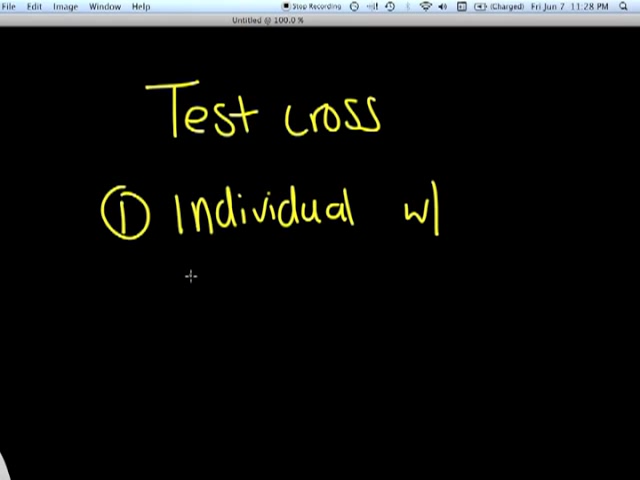 File Edit Image Window Help Stop Recording (Charged) Fri Jun 7 11:28 PM
Untitled @ 100.0 %
Test cross
① Individual w/